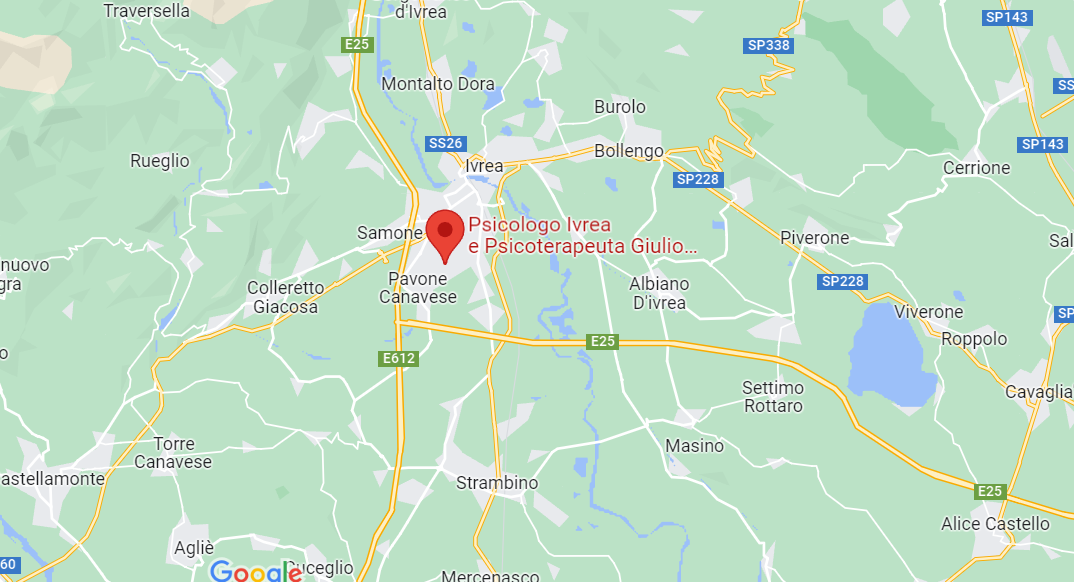 Traversella
d'Ivrea
SP143
E25
SP338
Montalto Dora
SS
Burolo
SS26
SP143
Bollengo
Rueglio
Ivrea
Cerrione
SP228
Psicologo Ivrea
e Psicoterapeuta Giulio...
Samone
Piverone
Sal
nuovo
gra
Pavone
Canavese
Colleretto
Giacosa
Albiano
D'ivrea
SP228
Viverone
SP
Roppolo
E25
o
E612
Settimo
Rottaro
Cavaglia
Torre
Canavese
Masino
astellamonte
Strambino
E25
Alice Castello
Agliè
60
Google
uceglio
Mercenasco